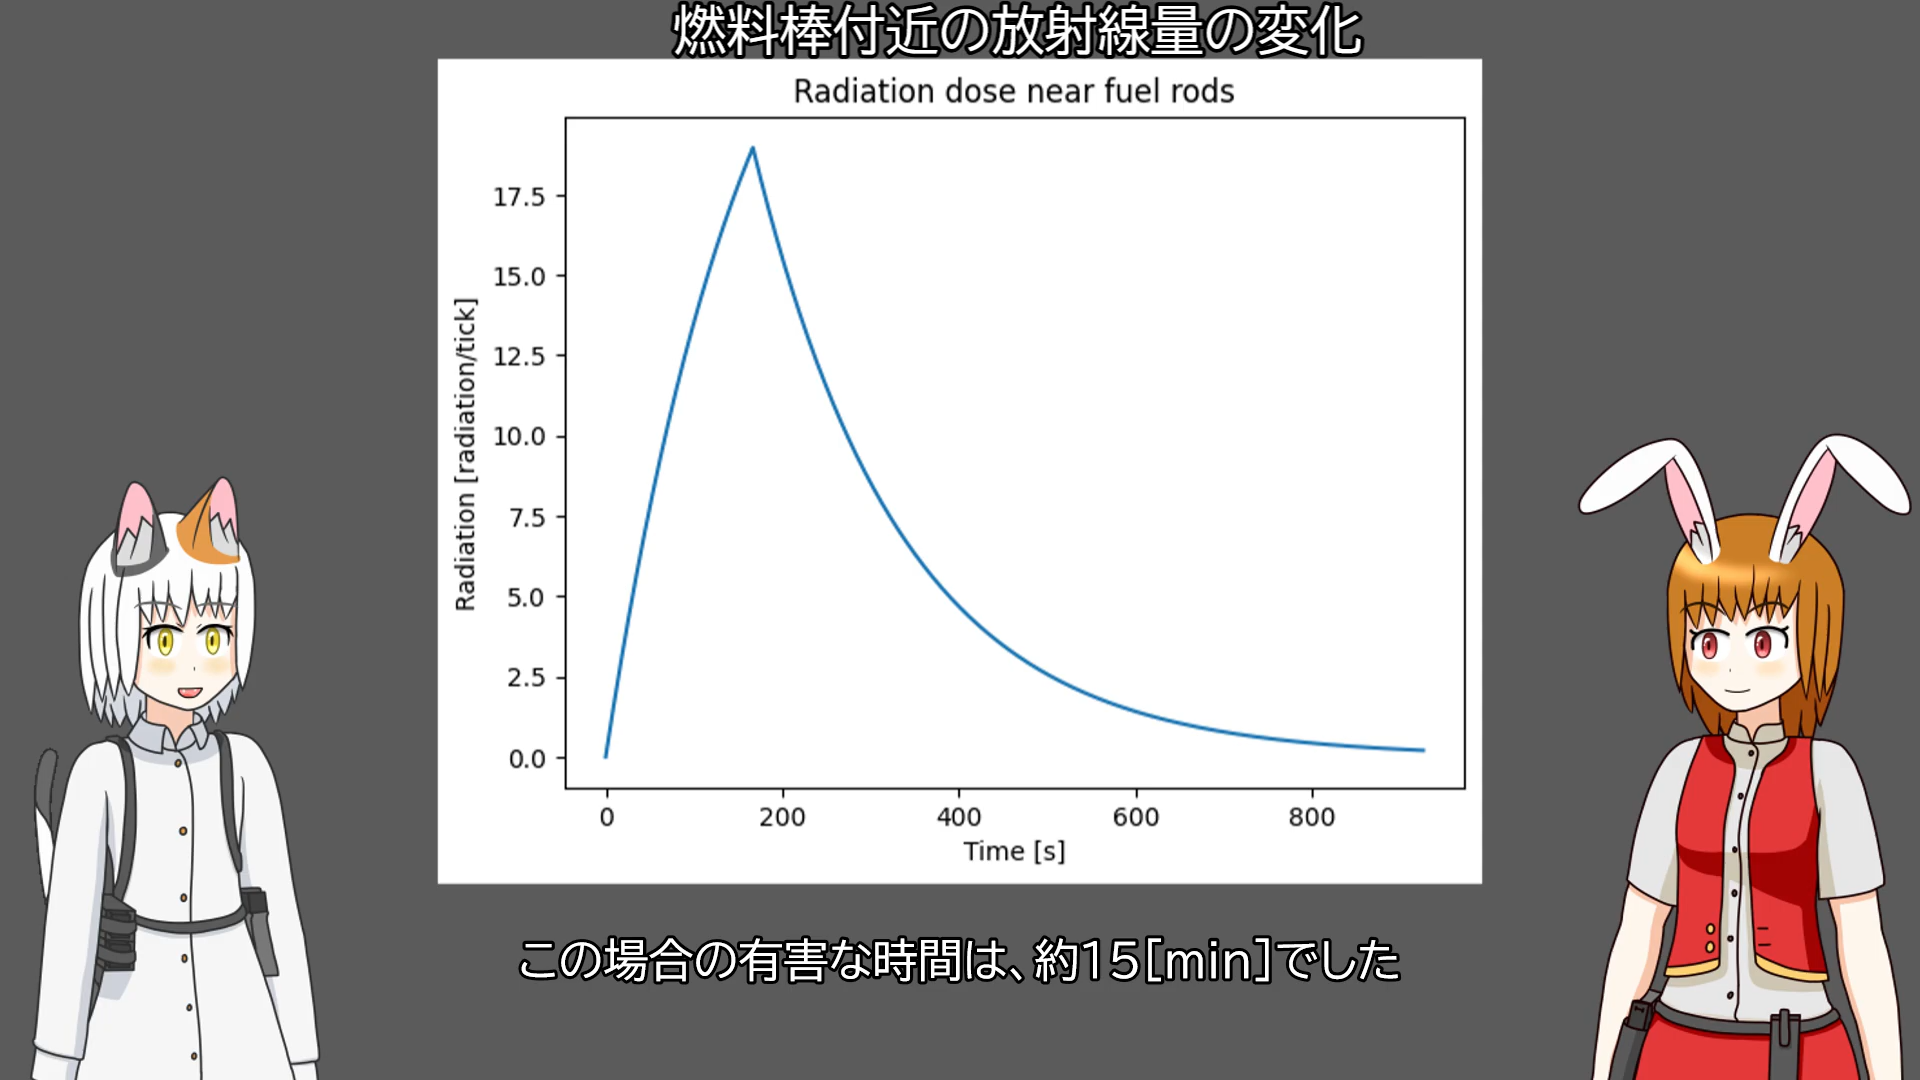 燃料棒付近の放射線量の変化
Radiation dose near fuel rods
17.5
15.0
12.5
10.0
7.5
5.0
2.5
0.0
Radiation [radiation/tick]
0 200 400 600 800
Time [s]
この場合の有害な時間は、約15[min]でした